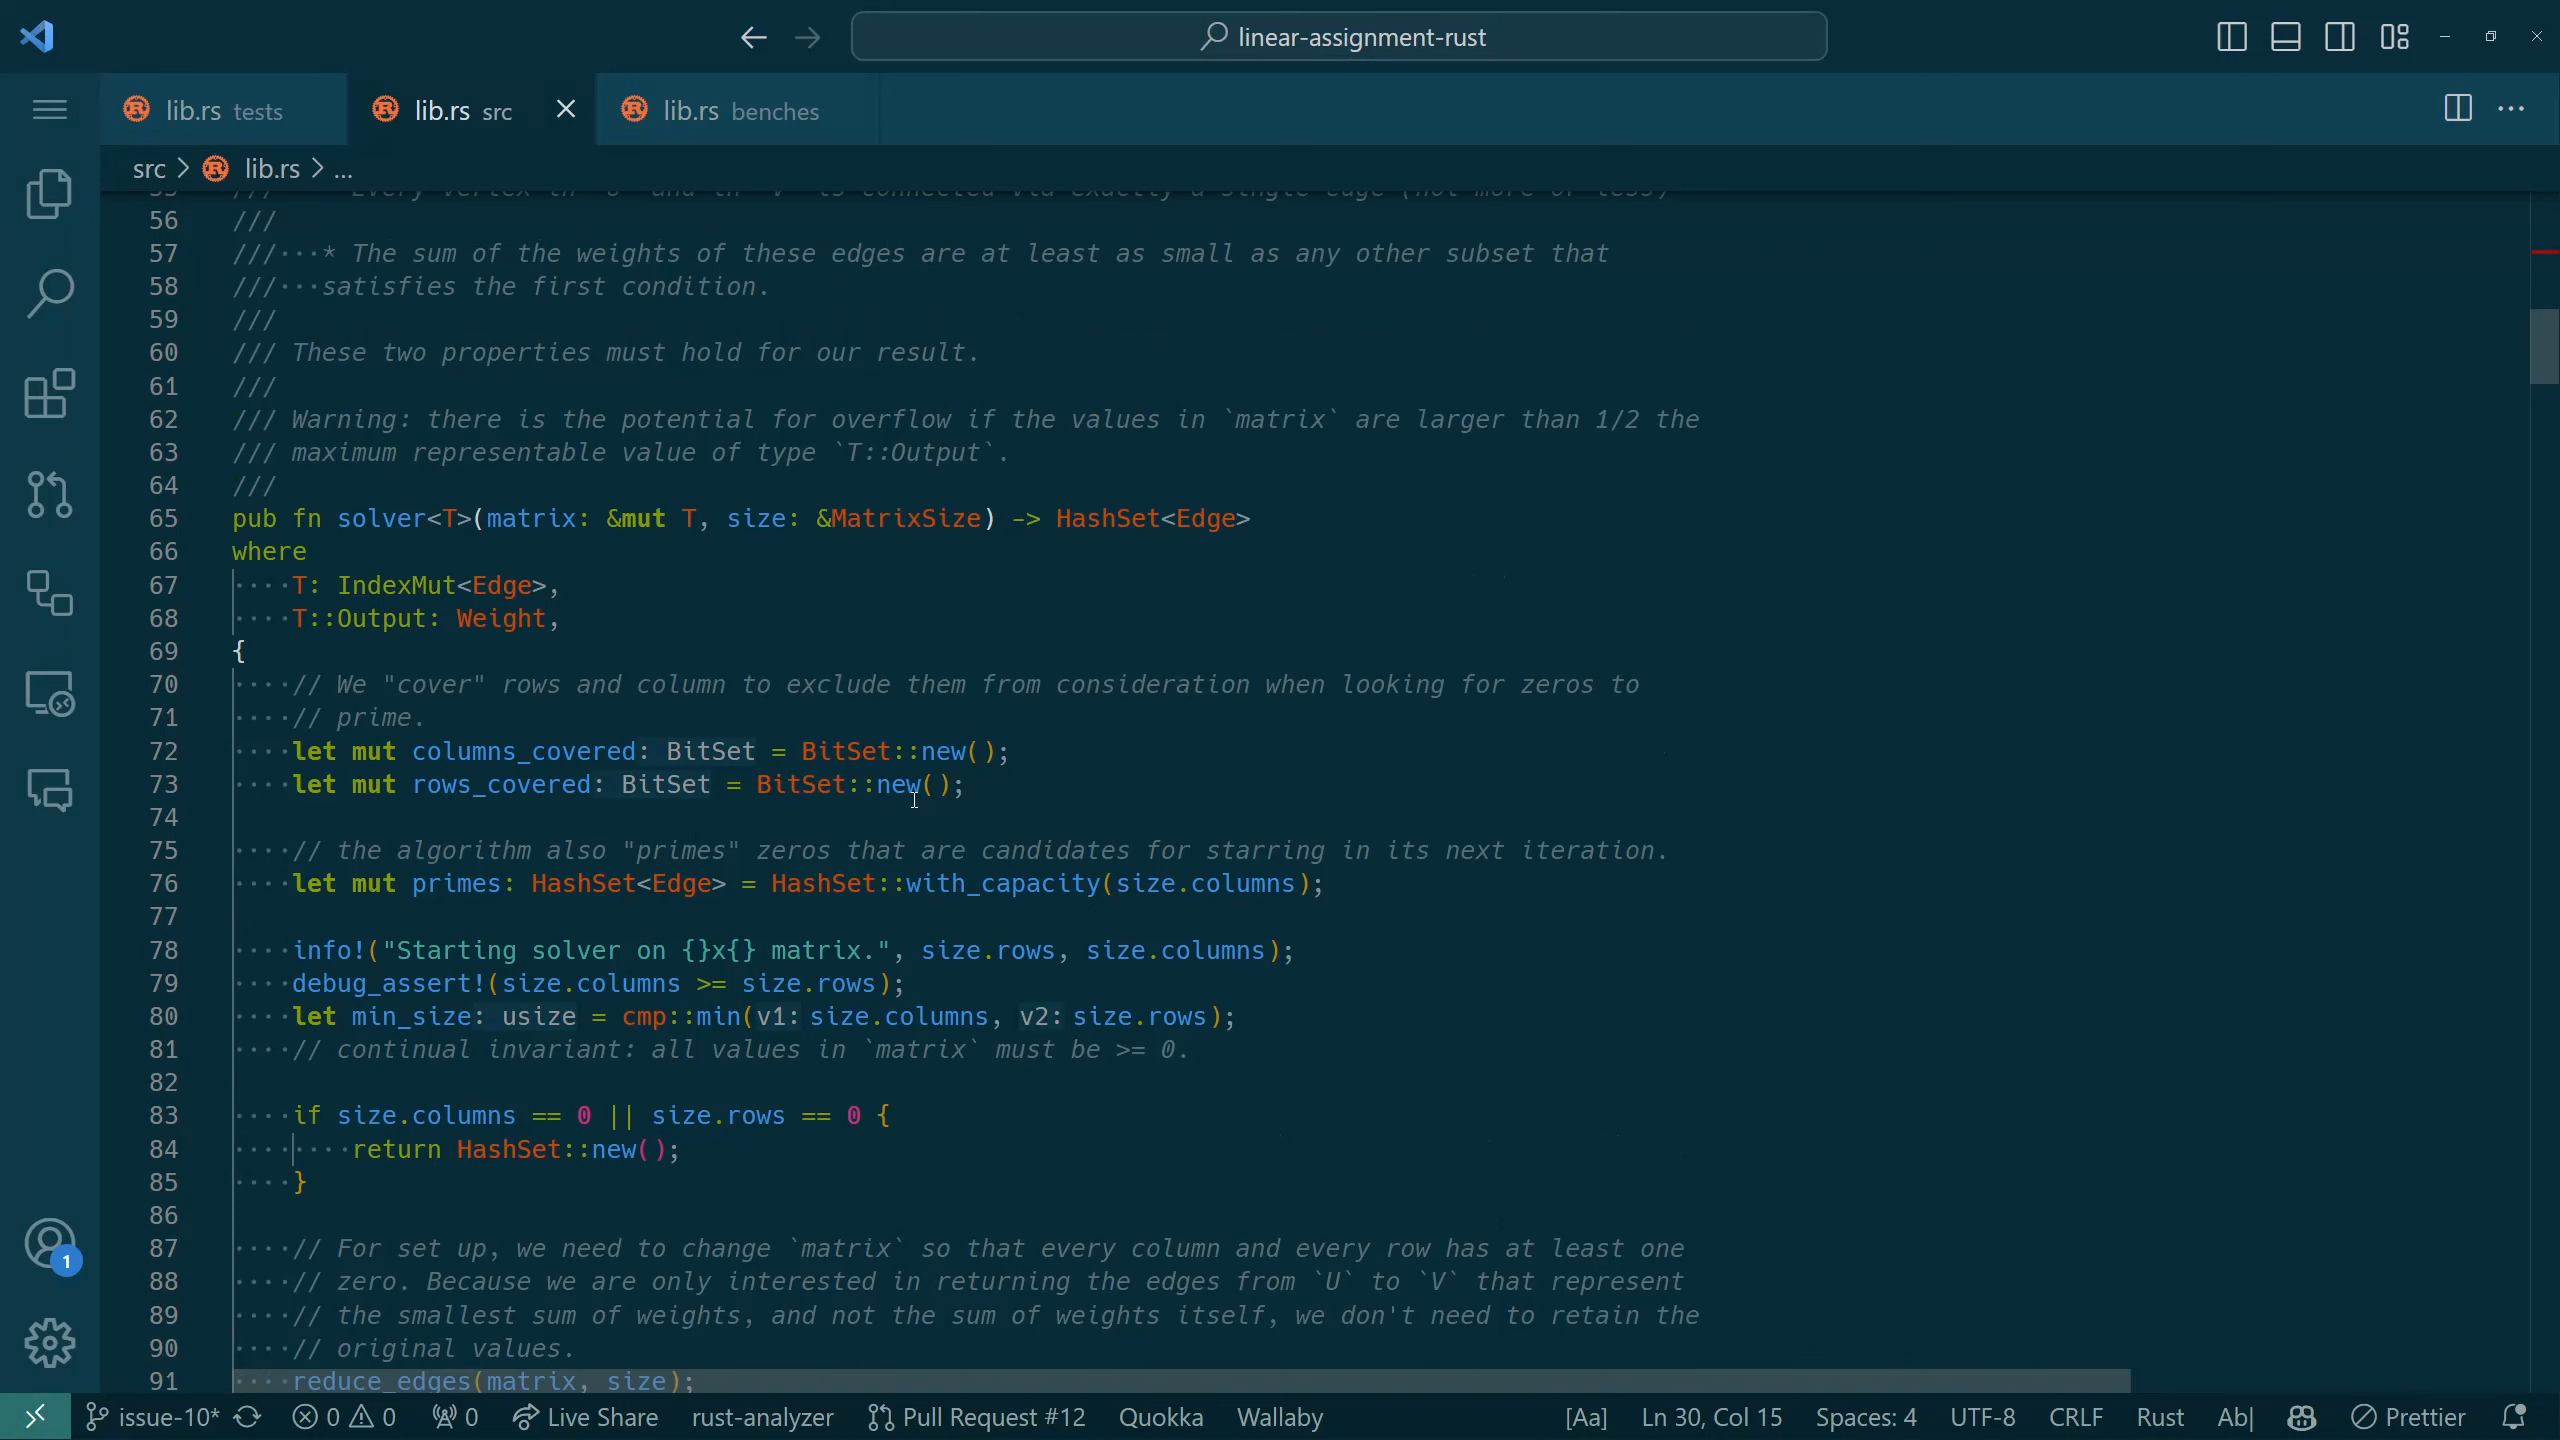 linear-assignment-rust
lib.rs tests
lib.rs src
lib.rs benches
src > lib.rs > ...
56 ///
57 ///···* The sum of the weights of these edges are at least as small as any other subset that
58 ///···satisfies the first condition.
59 ///
60 /// These two properties must hold for our result.
61 ///
62 /// Warning: there is the potential for overflow if the values in `matrix` are larger than 1/2 the
63 /// maximum representable value of type `T::Output`.
64 ///
65 pub fn solver<T>(matrix: &mut T, size: &MatrixSize) -> HashSet<Edge>
66 where
67 ····T: IndexMut<Edge>,
68 ····T::Output: Weight,
69 {
70 ····// We "cover" rows and column to exclude them from consideration when looking for zeros to
71 ····// prime.
72 ····let mut columns_covered: BitSet = BitSet::new();
73 ····let mut rows_covered: BitSet = BitSet::new();
74
75 ····// the algorithm also "primes" zeros that are candidates for starring in its next iteration.
76 ····let mut primes: HashSet<Edge> = HashSet::with_capacity(size.columns);
77
78 ····info!("Starting solver on {}x{} matrix.", size.rows, size.columns);
79 ····debug_assert!(size.columns >= size.rows);
80 ····let min_size: usize = cmp::min(v1: size.columns, v2: size.rows);
81 ····// continual invariant: all values in `matrix` must be >= 0.
82
83 ····if size.columns == 0 || size.rows == 0 {
84 ········return HashSet::new();
85 ····}
86
87 ····// For set up, we need to change `matrix` so that every column and every row has at least one
88 ····// zero. Because we are only interested in returning the edges from `U` to `V` that represent
89 ····// the smallest sum of weights, and not the sum of weights itself, we don't need to retain the
90 ····// original values.
91 ····reduce_edges(matrix, size);
1
issue-10* 0 0 0 Live Share rust-analyzer Pull Request #12 Quokka Wallaby [Aa] Ln 30, Col 15 Spaces: 4 UTF-8 CRLF Rust Ab| Prettier